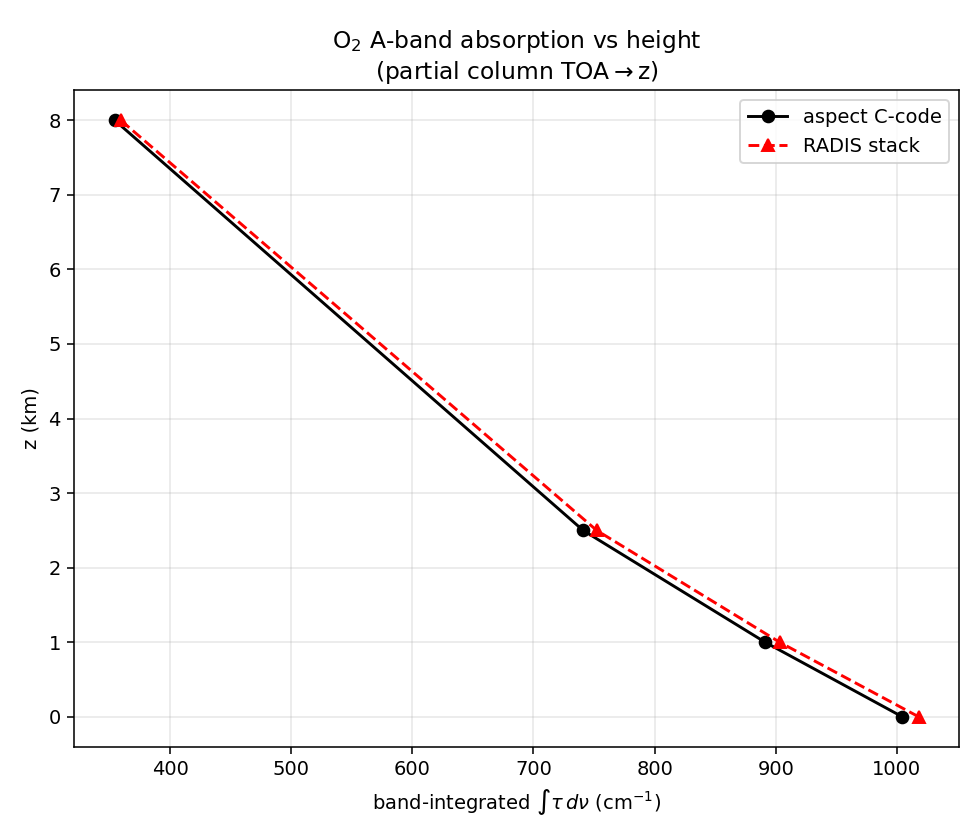 O₂ A-band absorption vs height
(partial column TOA → z)
aspect C-code
RADIS stack
8
7
6
5
4
3
2
1
0
z (km)
400 500 600 700 800 900 1000
band-integrated ∫τ dν (cm⁻¹)